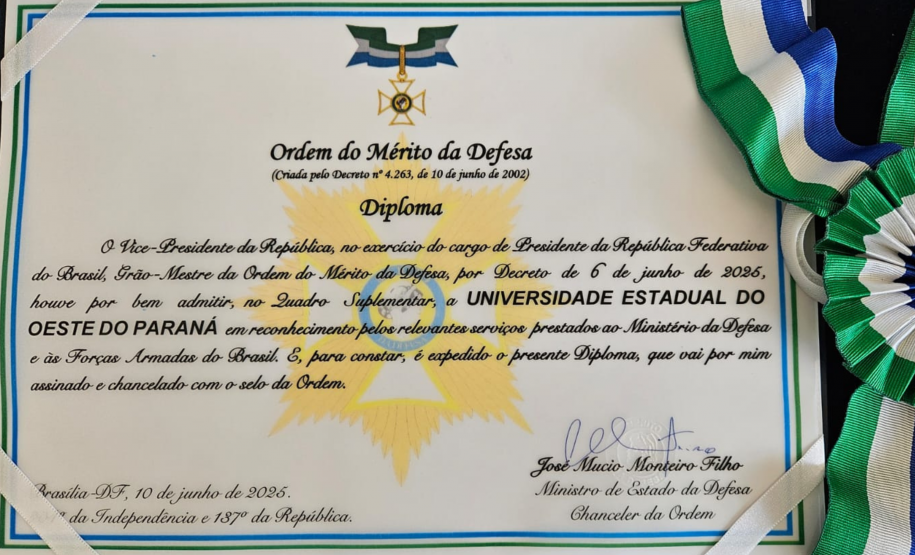 Ordem do Mérito da Defesa
(Criada pelo Decreto nº 4.263, de 10 de junho de 2002)
Diploma
O Vice-Presidente da República, no exercício do cargo de Presidente da República Federativa
do Brasil, Grão-Mestre da Ordem do Mérito da Defesa, por Decreto de 6 de junho de 2025,
houve por bem admitir, no Quadro Suplementar, a UNIVERSIDADE ESTADUAL DO
OESTE DO PARANÁ em reconhecimento pelos relevantes serviços prestados ao Ministério da Defesa
e às Forças Armadas do Brasil. E, para constar, é expedido o presente Diploma, que vai por mim
assinado e chancelado com o selo da Ordem.
José Mucio Monteiro Filho
Ministro de Estado da Defesa
Chanceler da Ordem
Brasília-DF, 10 de junho de 2025.
da Independência e 137º da República.